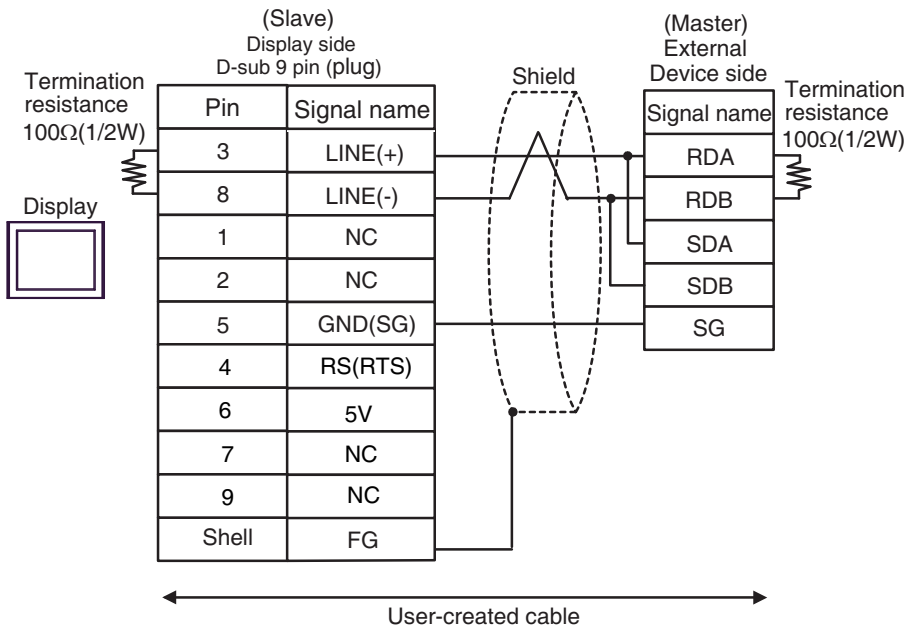 (Slave)
Display side
D-sub 9 pin (plug)
(Master)
External
Device side
Termination
resistance
100Ω(1/2W)
Shield
Termination
resistance
100Ω(1/2W)
Display
Pin Signal name
3 LINE(+)
8 LINE(-)
1 NC
2 NC
5 GND(SG)
4 RS(RTS)
6 5V
7 NC
9 NC
Shell FG
Signal name
RDA
RDB
SDA
SDB
SG
User-created cable